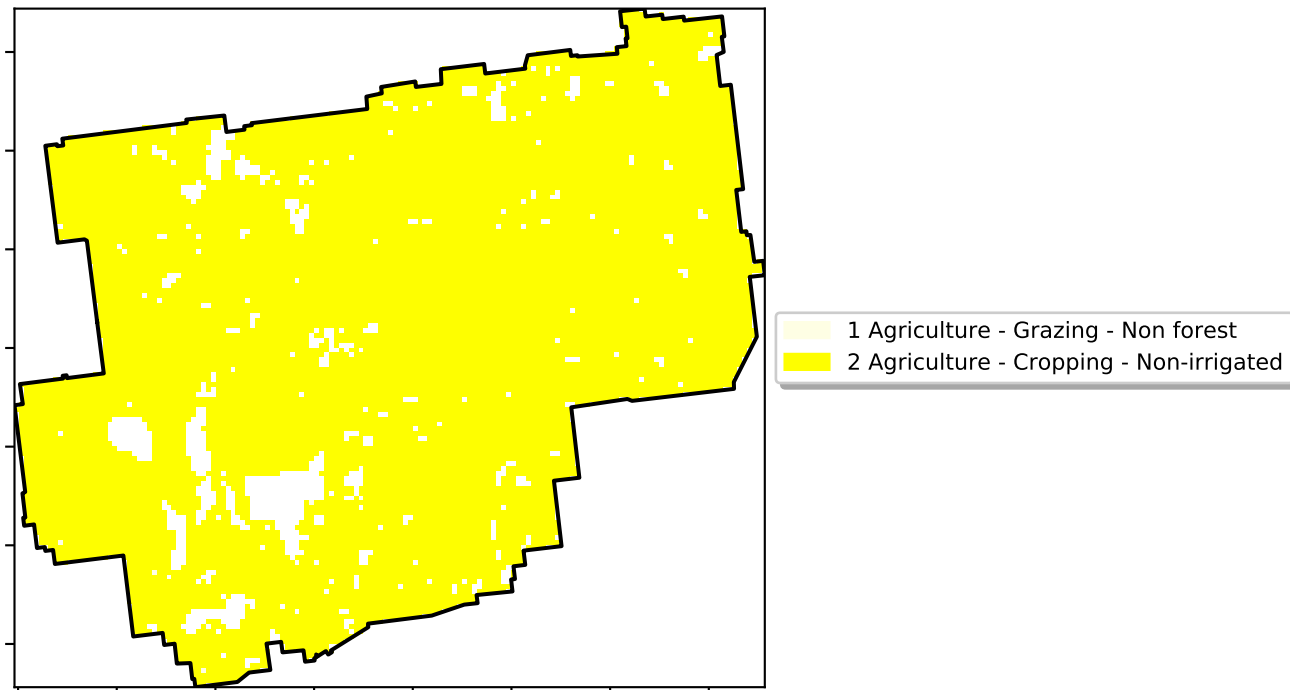 1 Agriculture - Grazing - Non forest
2 Agriculture - Cropping - Non-irrigated